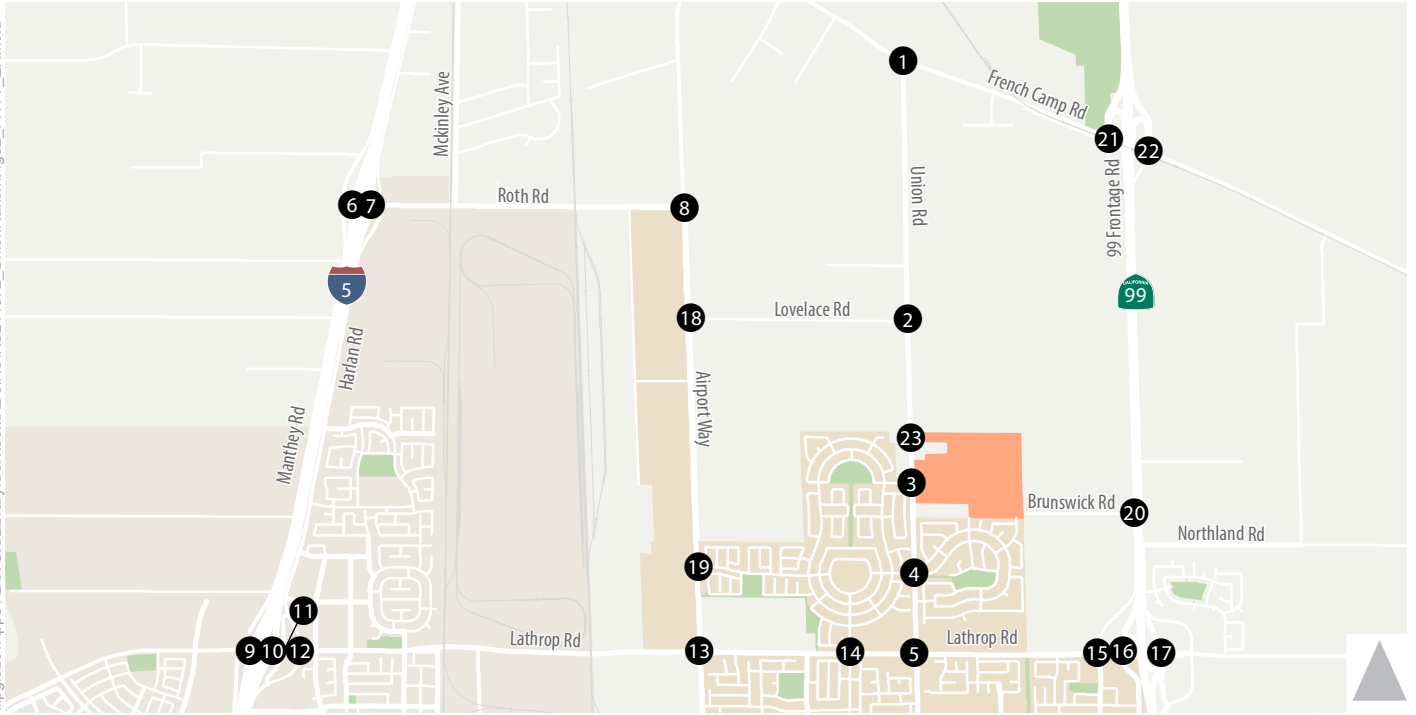 1
French Camp Rd
Mckinley Ave
21
22
Union Rd
99 Frontage Rd
6
7
Roth Rd
8
5
CALIFORNIA
99
18
Lovelace Rd
2
Harlan Rd
Airport Way
Manthey Rd
23
3
Brunswick Rd
20
Northland Rd
19
4
11
9
10
12
Lathrop Rd
13
14
5
Lathrop Rd
15
16
17